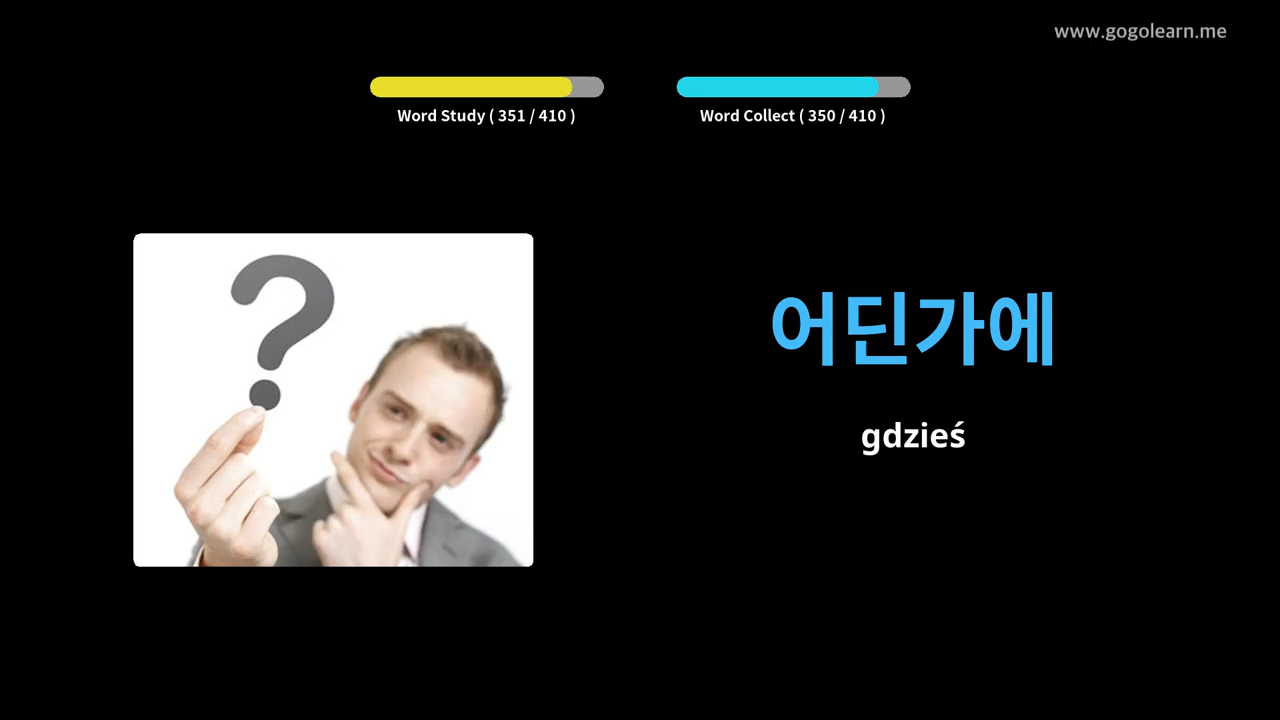 www.gogolearn.me
Word Study ( 351 / 410 )
Word Collect ( 350 / 410 )
?
어딘가에
gdzieś